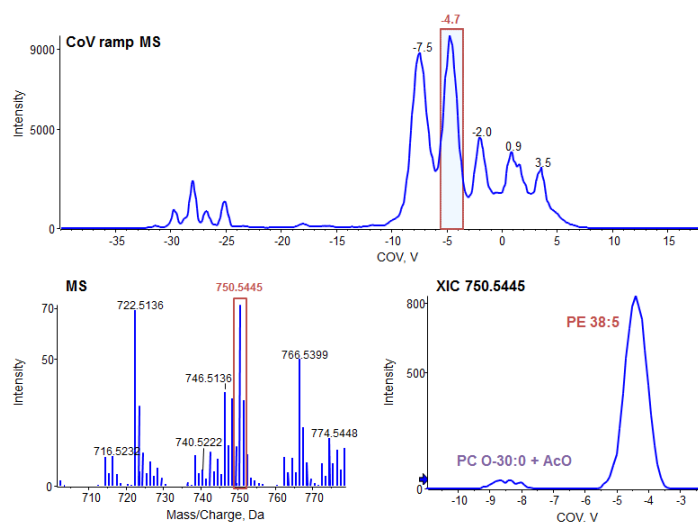 CoV ramp MS
-4.7
9000
5000
0
Intensity
-7.5
-2.0
0.9
3.5
-35 -30 -25 -20 -15 -10 -5 0 5 10 15
COV, V
MS
750.5445
70
50
0
Intensity
722.5136
766.5399
746.5136
716.5232
740.5222
774.5448
710 720 730 740 750 760 770
Mass/Charge, Da
XIC 750.5445
800
500
0
Intensity
PE 38:5
PC O-30:0 + AcO
-10 -9 -8 -7 -6 -5 -4 -3 -2
COV, V